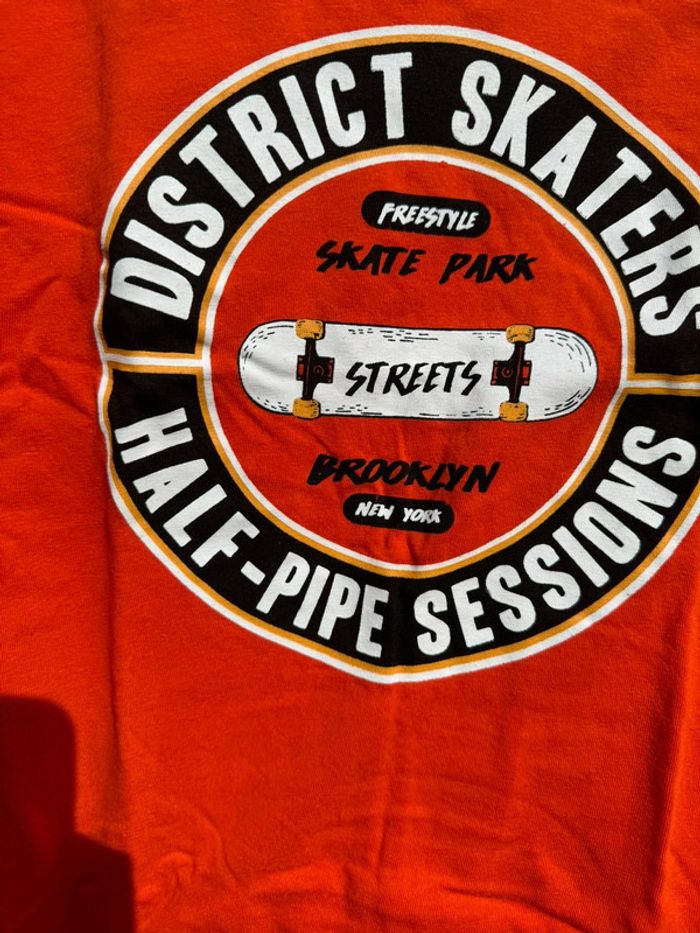 DISTRICT SKATERS
FREESTYLE
SKATE PARK
STREETS
BROOKLYN
NEW YORK
HALF-PIPE SESSIONS